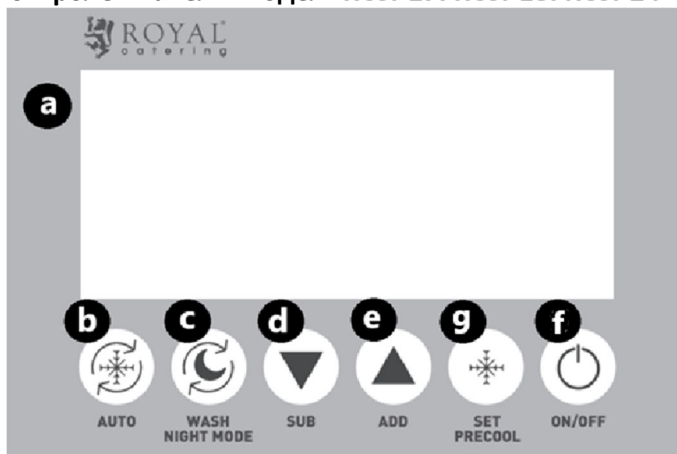 ROYAL
catering
a
b c d e g f
AUTO WASH NIGHT MODE SUB ADD SET PRECOOL ON/OFF